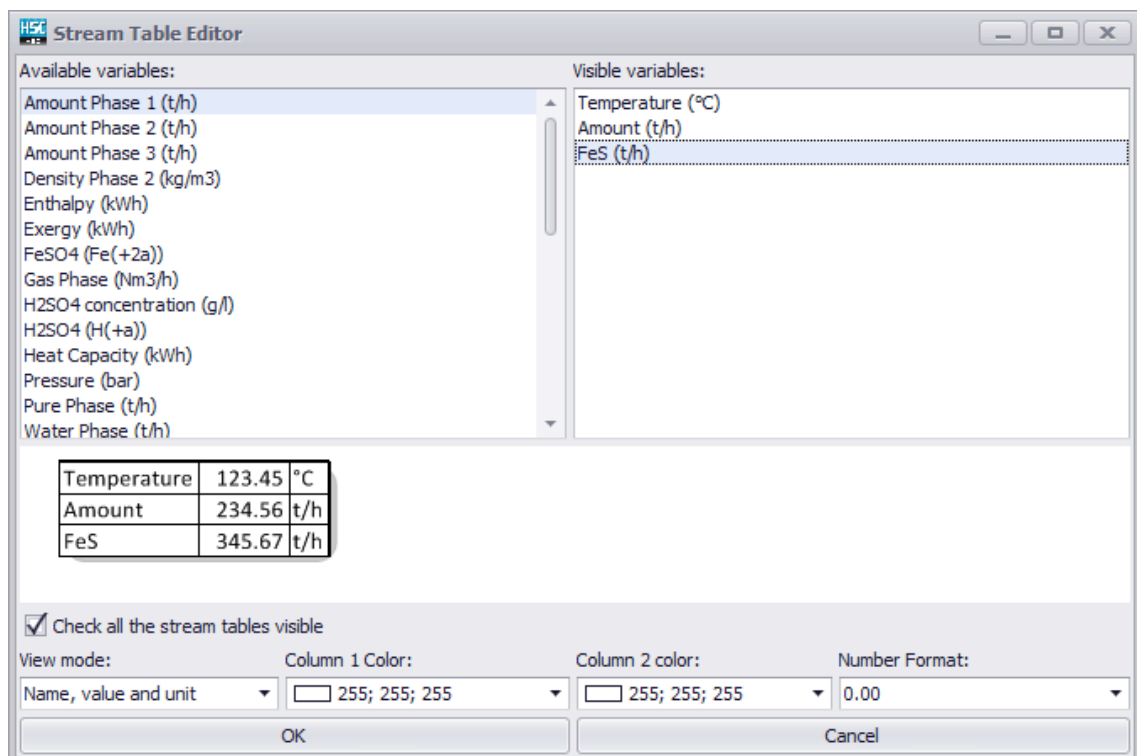 HSC Stream Table Editor
Available variables:
Visible variables:
Amount Phase 1 (t/h)
Amount Phase 2 (t/h)
Amount Phase 3 (t/h)
Density Phase 2 (kg/m3)
Enthalpy (kWh)
Exergy (kWh)
FeSO4 (Fe(+2a))
Gas Phase (Nm3/h)
H2SO4 concentration (g/l)
H2SO4 (H(+a))
Heat Capacity (kWh)
Pressure (bar)
Pure Phase (t/h)
Water Phase (t/h)
Temperature (°C)
Amount (t/h)
FeS (t/h)
Temperature 123.45 °C
Amount 234.56 t/h
FeS 345.67 t/h
Check all the stream tables visible
View mode: Column 1 Color: Column 2 color: Number Format:
Name, value and unit 255; 255; 255 255; 255; 255 0.00
OK Cancel